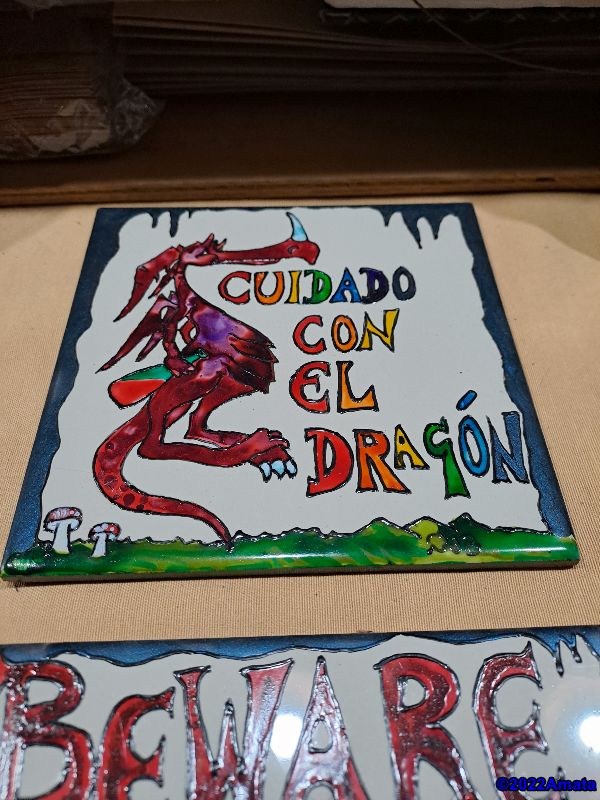 CUIDADO
CON
EL
DRAGÓN
BEWARE
©2022Amata